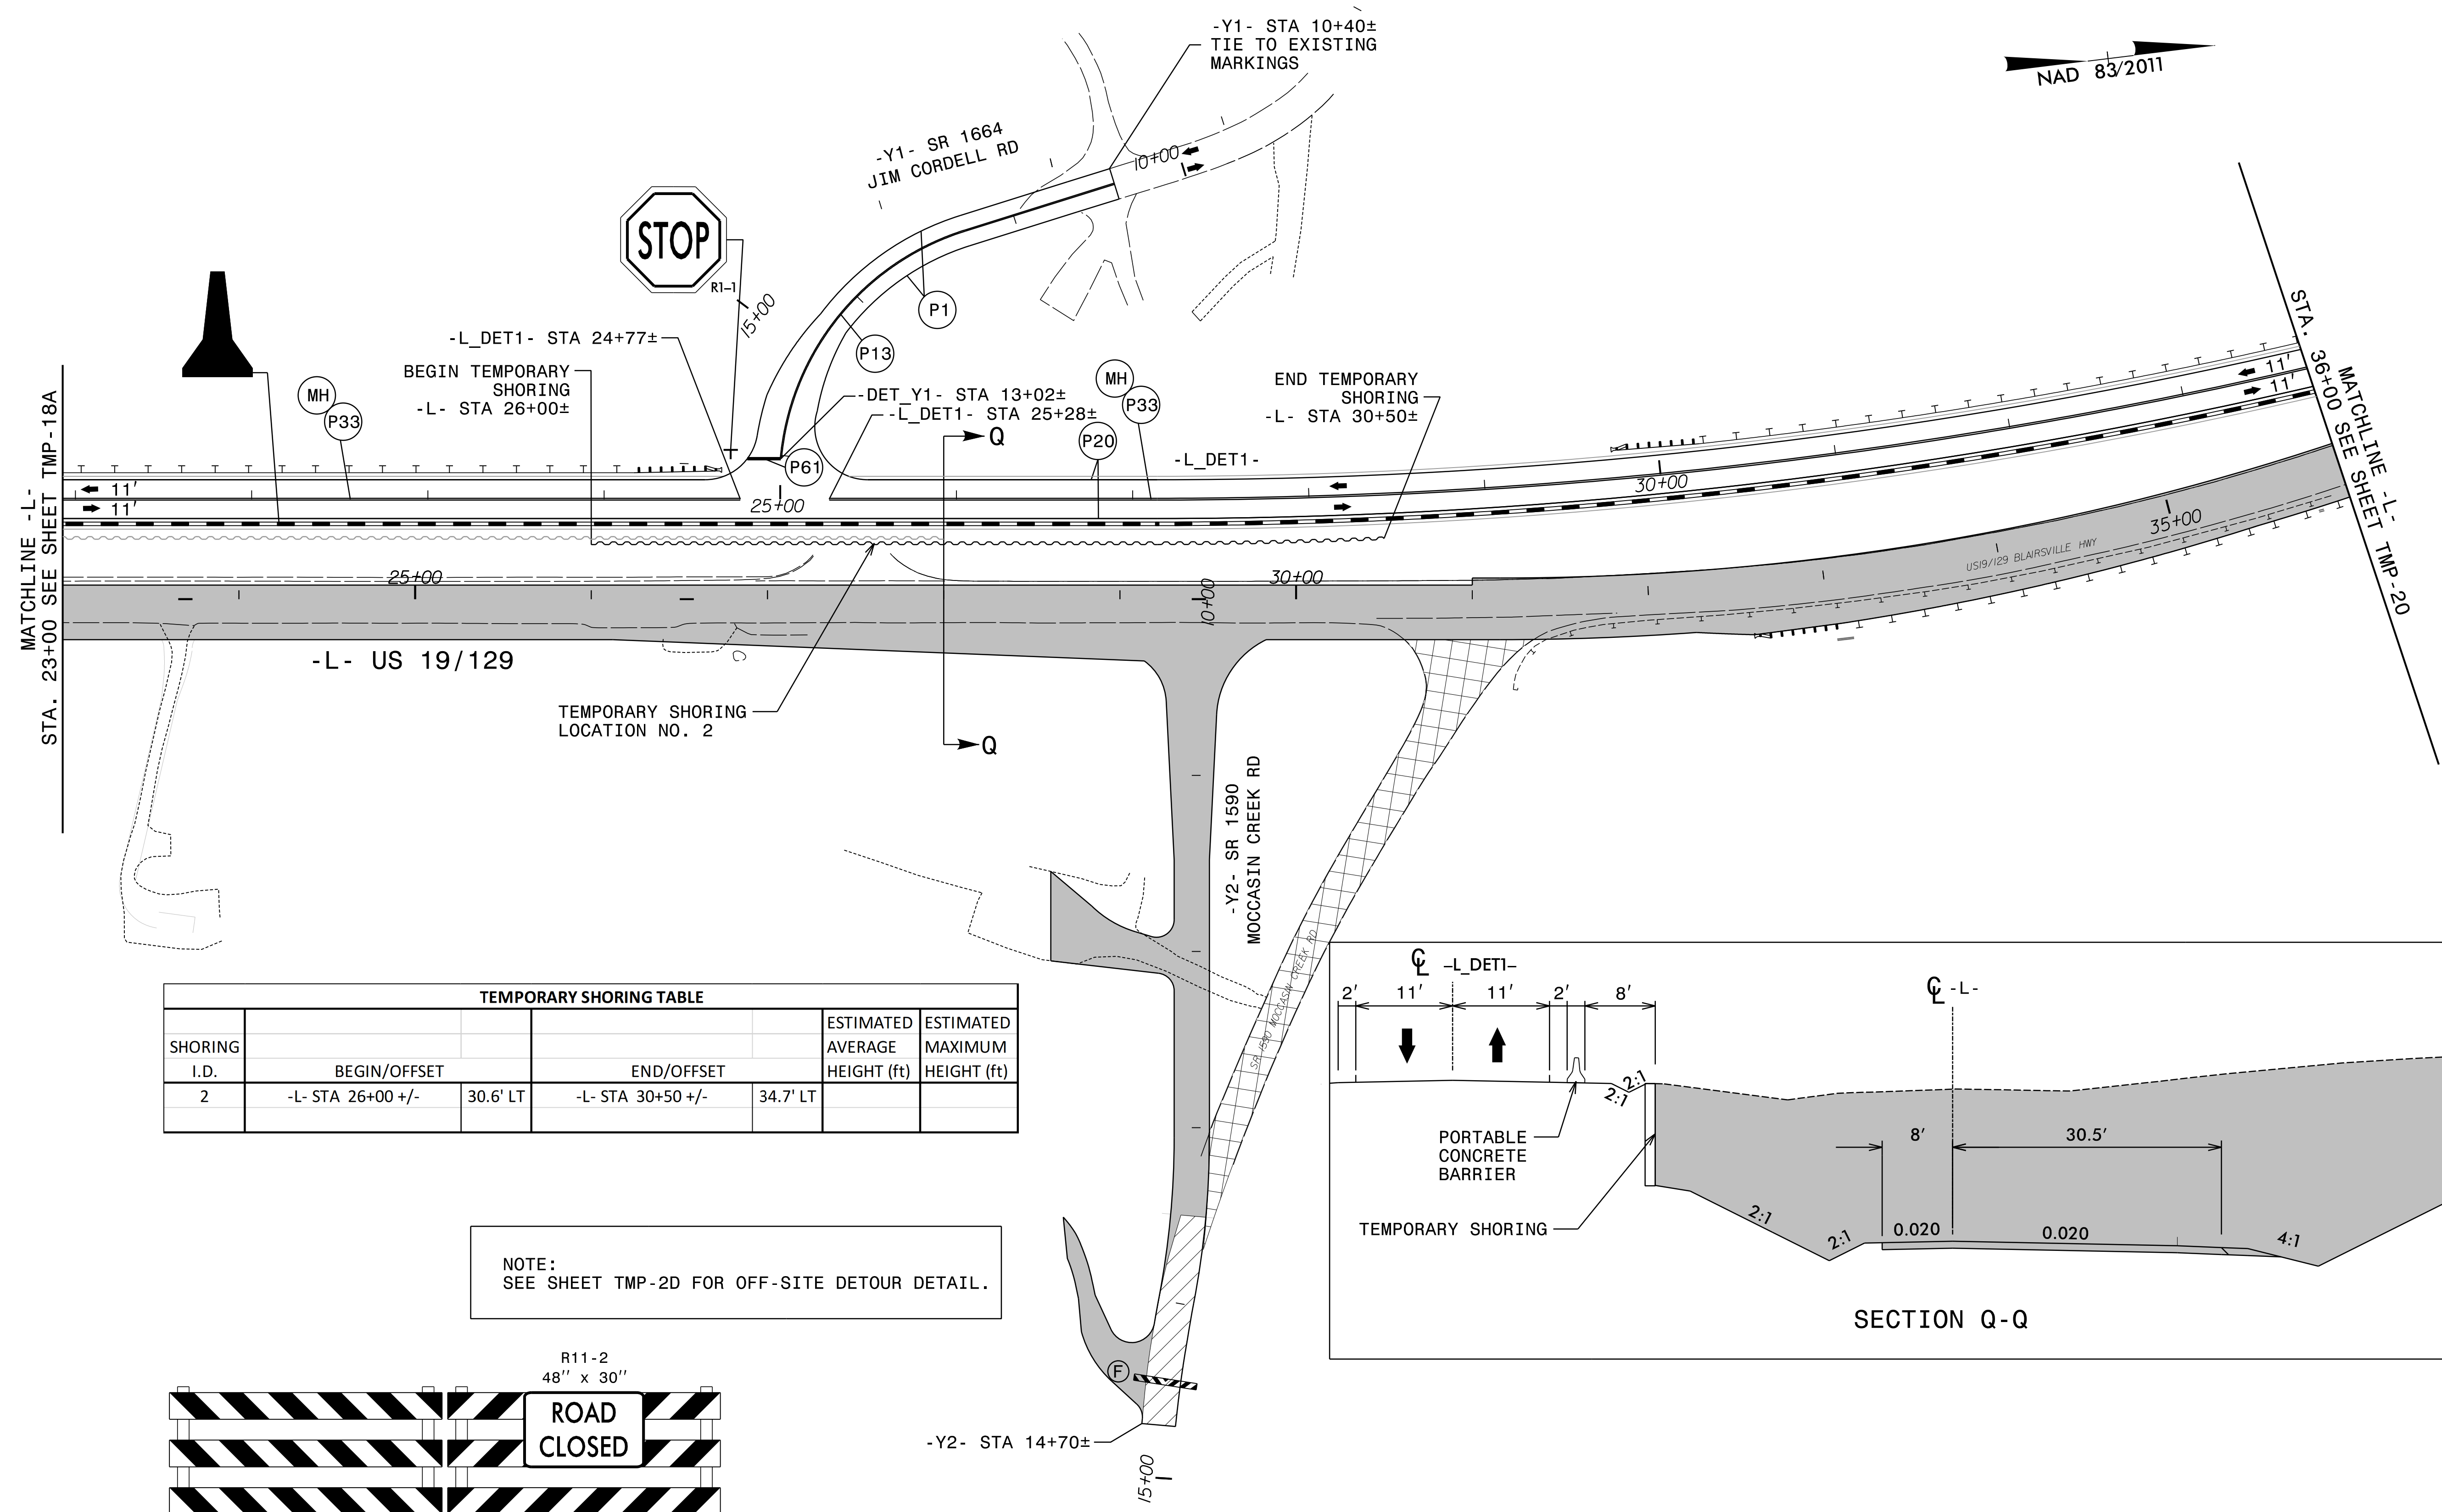 -Y1- STA 10+40±
TIE TO EXISTING
MARKINGS
NAD 83/2011
-Y1- SR 1664
JIM CORDELL RD
10+00
STOP
R1-1
15+00
P1
P13
-L_DET1- STA 24+77±
BEGIN TEMPORARY
SHORING
-L- STA 26+00±
MH
P33
-DET_Y1- STA 13+02±
-L_DET1- STA 25+28±
P61
Q
P20
MH
P33
END TEMPORARY
SHORING
-L- STA 30+50±
-L_DET1-
11'
11'
25+00
30+00
11'
11'
MATCHLINE -L-
STA. 23+00 SEE SHEET TMP-18A
MATCHLINE -L-
STA. 36+00 SEE SHEET TMP-20
25+00
30+00
35+00
US19/129 BLAIRSVILLE HWY
10+00
-L- US 19/129
TEMPORARY SHORING
LOCATION NO. 2
Q
-Y2- SR 1590
MOCCASIN CREEK RD
SR 1590 MOCCASIN CREEK RD
TEMPORARY SHORING TABLE
SHORING I.D. BEGIN/OFFSET END/OFFSET ESTIMATED AVERAGE HEIGHT (ft) ESTIMATED MAXIMUM HEIGHT (ft)
2 -L- STA 26+00 +/- 30.6' LT -L- STA 30+50 +/- 34.7' LT
NOTE:
SEE SHEET TMP-2D FOR OFF-SITE DETOUR DETAIL.
R11-2
48" x 30"
ROAD
CLOSED
F
-Y2- STA 14+70±
15+00
CL -L_DET1-
2' 11' 11' 2' 8'
2:1
2:1
PORTABLE
CONCRETE
BARRIER
TEMPORARY SHORING
CL -L-
8' 30.5'
2:1
2:1
0.020
0.020
4:1
SECTION Q-Q